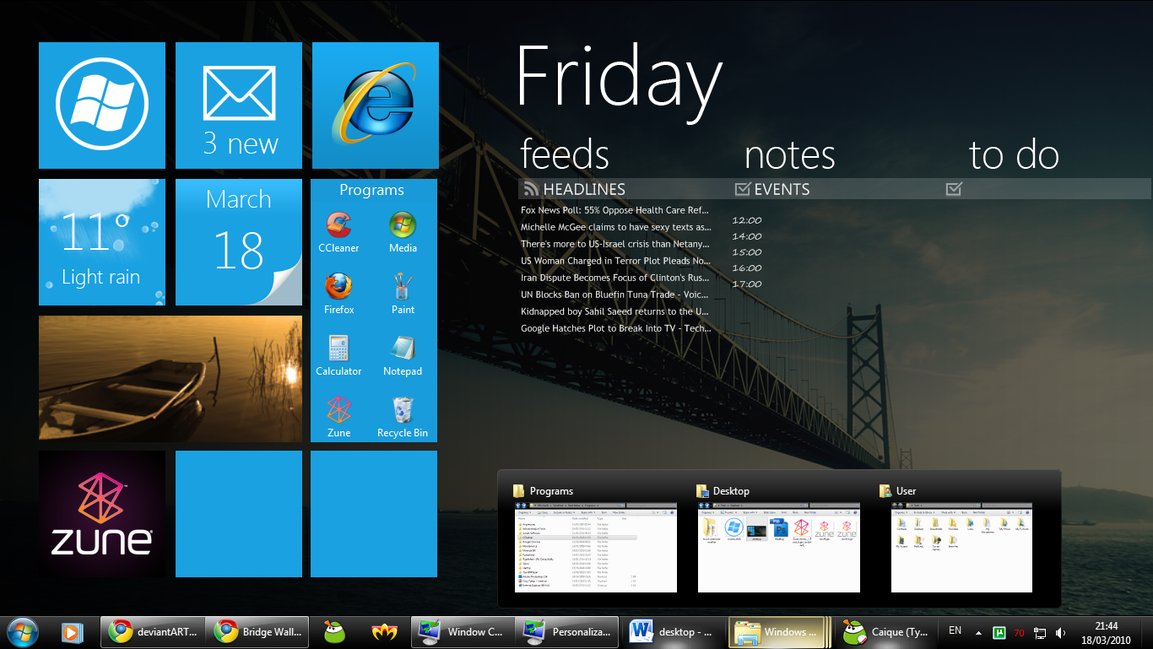 3 new
11°
Light rain
March
18
Programs
CCleaner
Media
Firefox
Paint
Calculator
Notepad
Zune
Recycle Bin
zune
Friday
feeds
notes
to do
HEADLINES
EVENTS
Fox News Poll: 55% Oppose Health Care Ref...
Michelle McGee claims to have sexy texts as...
There's more to US-Israel crisis than Netany...
US Woman Charged in Terror Plot Pleads No...
Iran Dispute Becomes Focus of Clinton's Rus...
UN Blocks Ban on Bluefin Tuna Trade - Voic...
Kidnapped boy Sahil Saeed returns to the U...
Google Hatches Plot to Break Into TV - Tech...
12:00
14:00
15:00
16:00
17:00
Programs
Desktop
User
deviantART...
Bridge Wall...
Window C...
Personaliza...
desktop - ...
Windows ...
Caique (Ty...
EN
70
21:44
18/03/2010